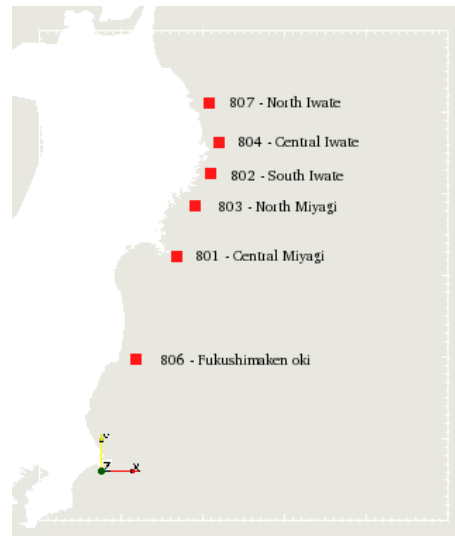 807 - North Iwate
804 - Central Iwate
802 - South Iwate
803 - North Miyagi
801 - Central Miyagi
806 - Fukushimaken oki
Y
Z X